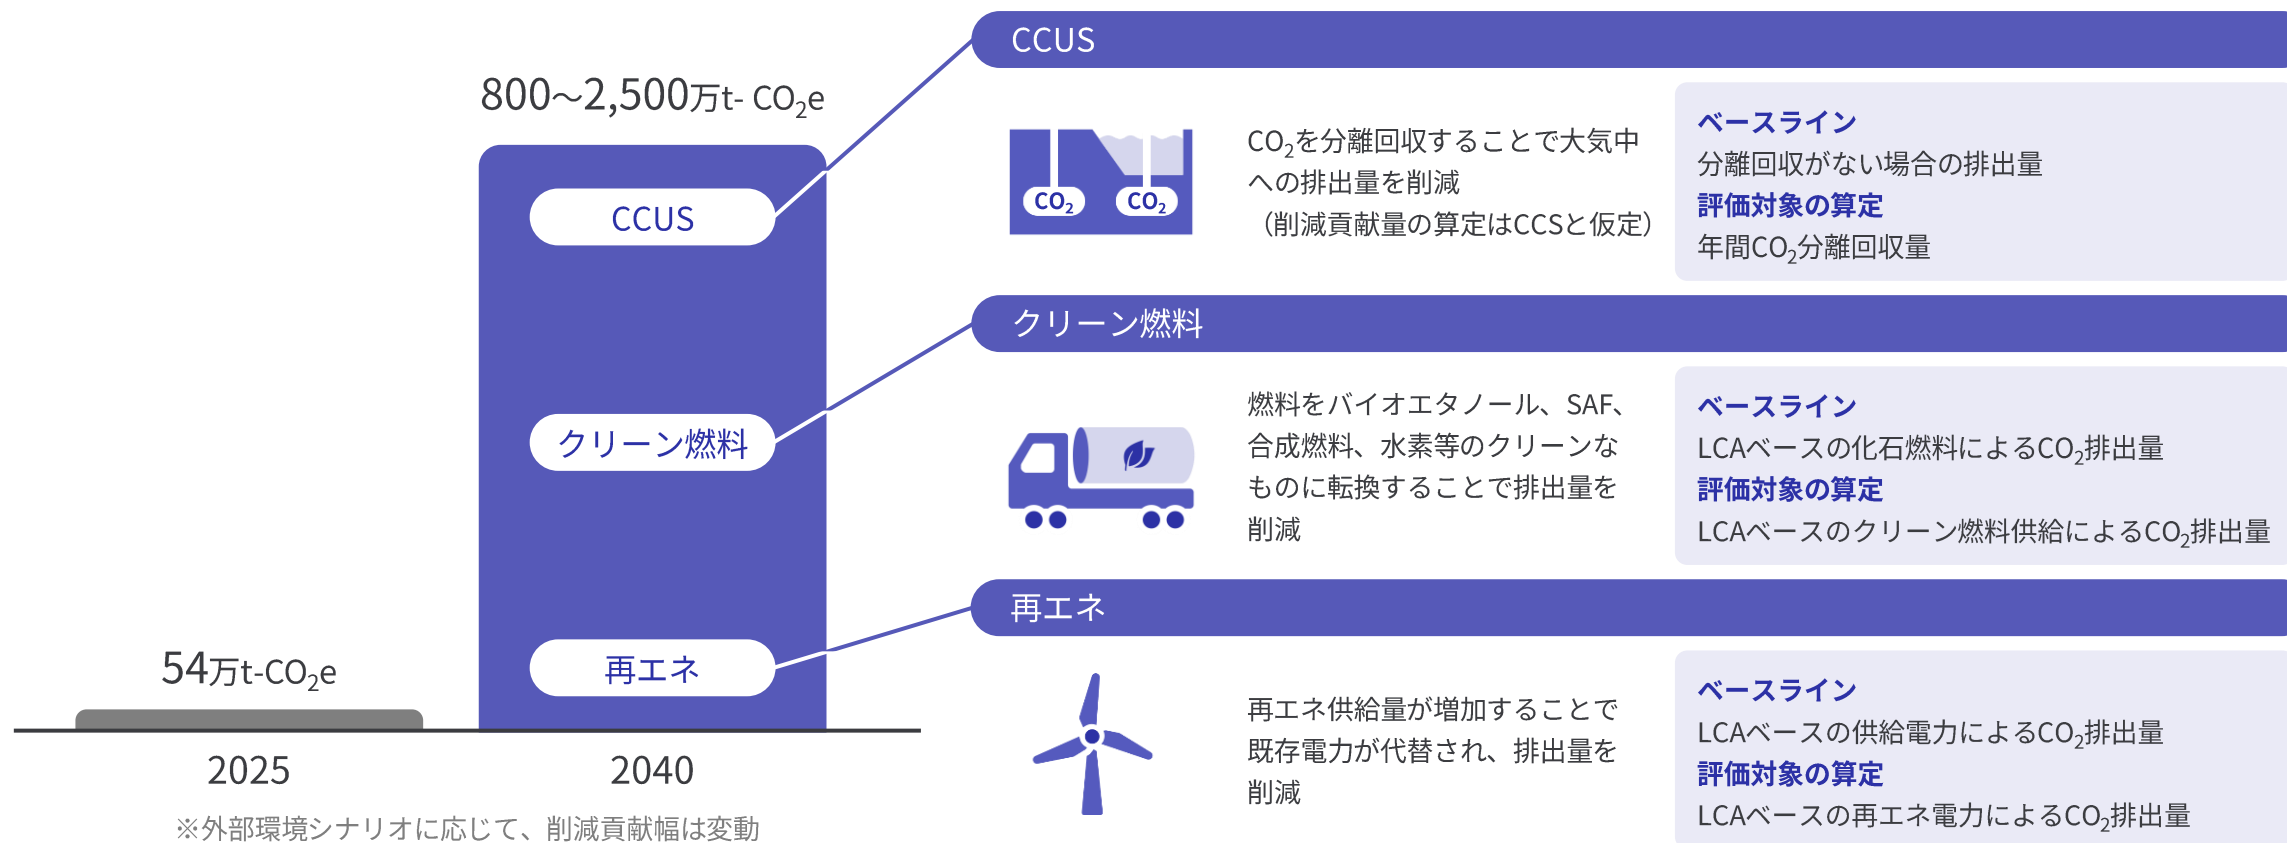 800～2,500万t- CO₂e
CCUS
クリーン燃料
再エネ
54万t-CO₂e
2025
2040
※外部環境シナリオに応じて、削減貢献幅は変動
CCUS
CO₂
CO₂
CO₂を分離回収することで大気中
への排出量を削減
（削減貢献量の算定はCCSと仮定）
ベースライン
分離回収がない場合の排出量
評価対象の算定
年間CO₂分離回収量
クリーン燃料
燃料をバイオエタノール、SAF、
合成燃料、水素等のクリーンな
ものに転換することで排出量を
削減
ベースライン
LCAベースの化石燃料によるCO₂排出量
評価対象の算定
LCAベースのクリーン燃料供給によるCO₂排出量
再エネ
再エネ供給量が増加することで
既存電力が代替され、排出量を
削減
ベースライン
LCAベースの供給電力によるCO₂排出量
評価対象の算定
LCAベースの再エネ電力によるCO₂排出量